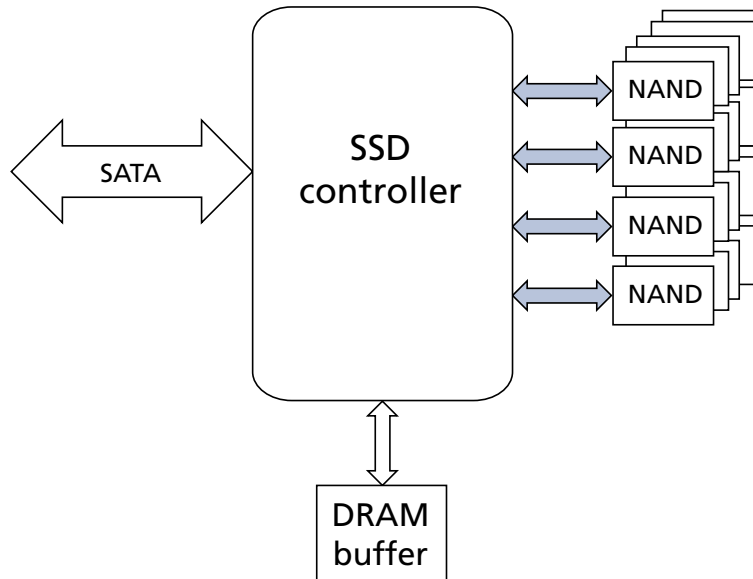 SATA
SSD
controller
NAND
NAND
NAND
NAND
DRAM
buffer